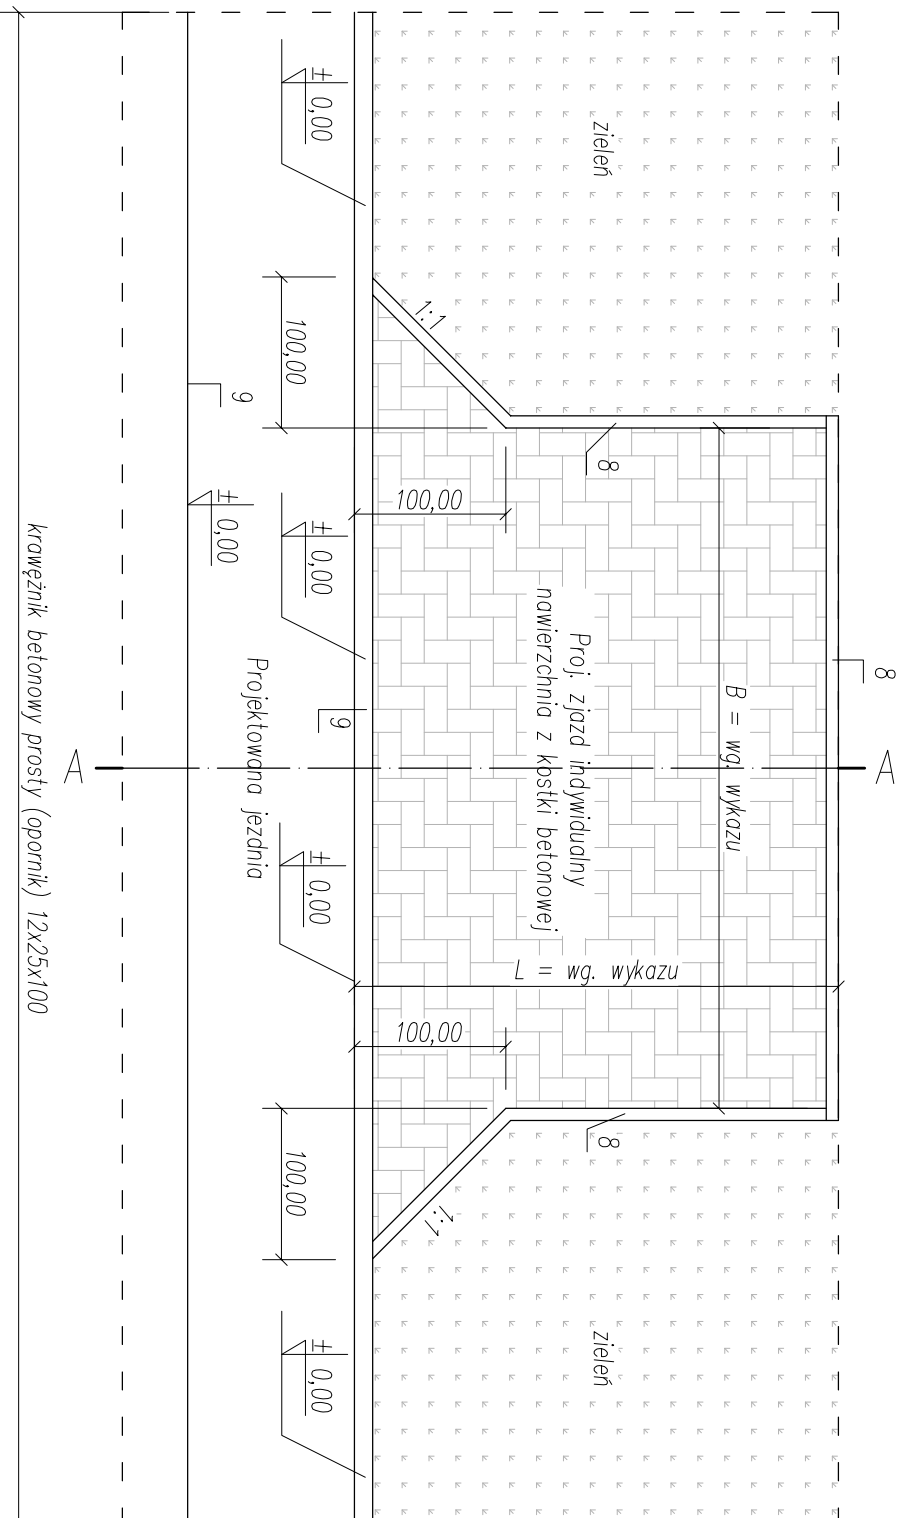 zieleń
± 0,00
1:1
100,00
9
8
100,00
± 0,00
± 0,00
8
Proj. zjazd indywidualny
nawierzchnia z kostki betonowej
B = wg. wykazu
9
Projektowana jezdnia
A
A
krawężnik betonowy prosty (opornik) 12x25x100
± 0,00
L = wg. wykazu
100,00
8
100,00
1:1
zieleń
± 0,00